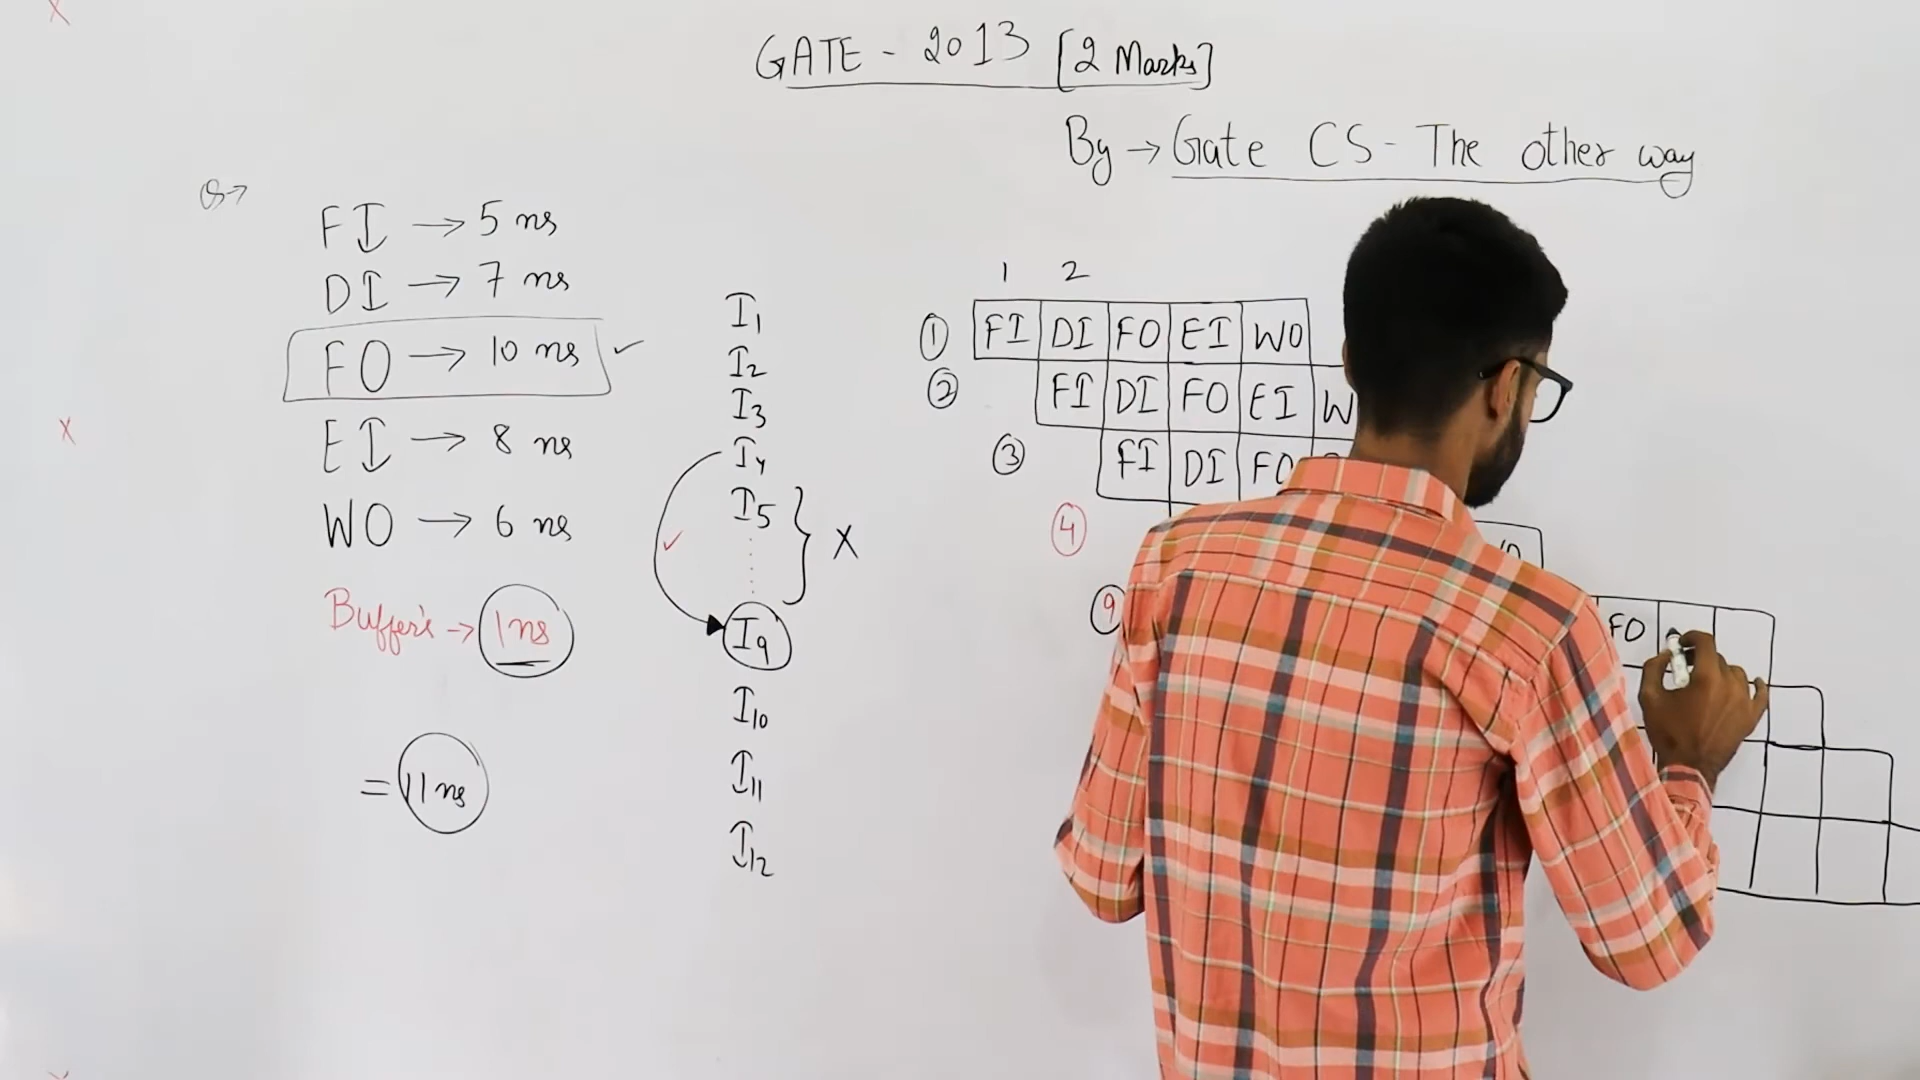 GATE - 2013 [2 Marks]
By → Gate CS - The other way
Q→
FI → 5 ns
DI → 7 ns
FO → 10 ns ✓
EI → 8 ns
WO → 6 ns
Buffer's → 1ns
= 11 ns
I1
I2
I3
I4
I5
X
✓
I9
I10
I11
I12
1 2
① FI DI FO EI WO
② FI DI FO EI W
③ FI DI FO
④
⑨ FO